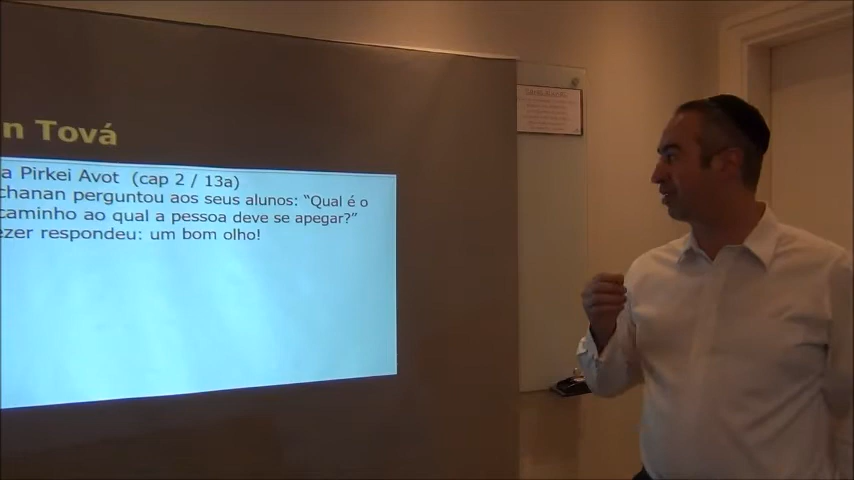 n Tová
a Pirkei Avot (cap 2 / 13a)
chanan perguntou aos seus alunos: “Qual é o
caminho ao qual a pessoa deve se apegar?”
ezer respondeu: um bom olho!